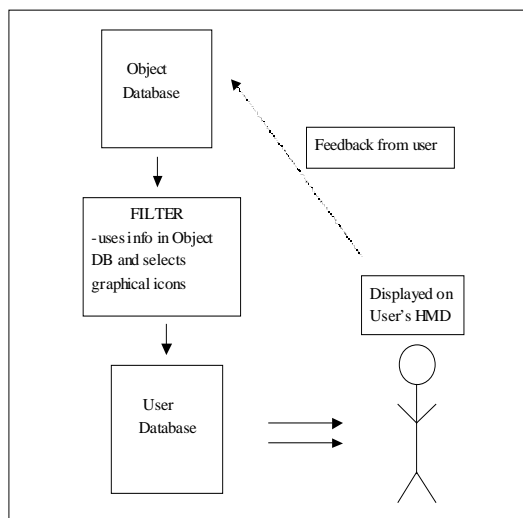 Object
Database
Feedback from user
FILTER
-uses info in Object
DB and selects
graphical icons
Displayed on
User's HMD
User
Database